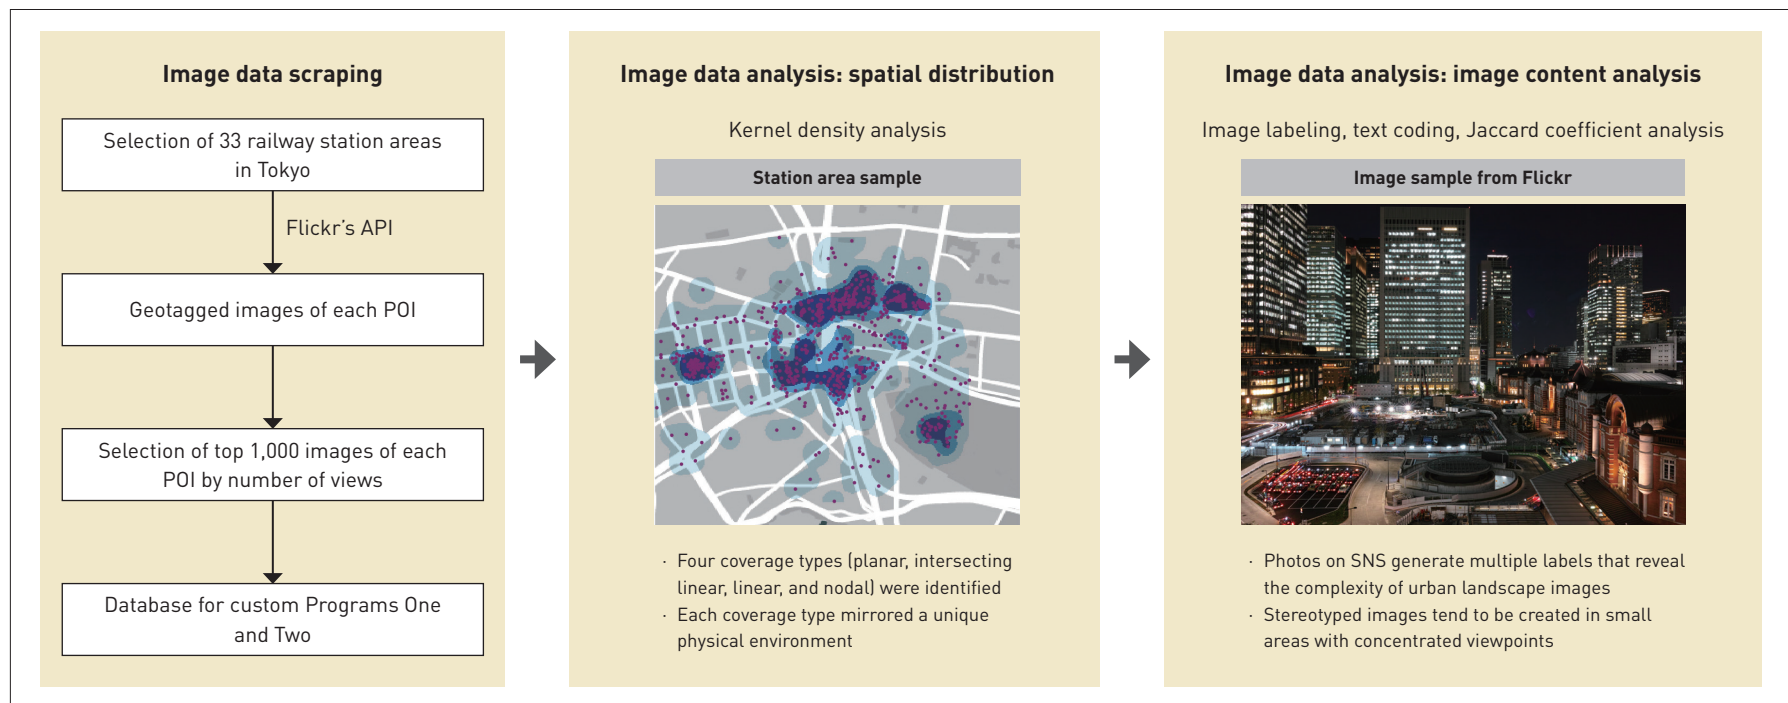 Image data scraping
Selection of 33 railway station areas
in Tokyo
Flickr’s API
Geotagged images of each POI
Selection of top 1,000 images of each
POI by number of views
Database for custom Programs One
and Two
Image data analysis: spatial distribution
Kernel density analysis
Station area sample
· Four coverage types (planar, intersecting
linear, linear, and nodal) were identified
· Each coverage type mirrored a unique
physical environment
Image data analysis: image content analysis
Image labeling, text coding, Jaccard coefficient analysis
Image sample from Flickr
· Photos on SNS generate multiple labels that reveal
the complexity of urban landscape images
· Stereotyped images tend to be created in small
areas with concentrated viewpoints